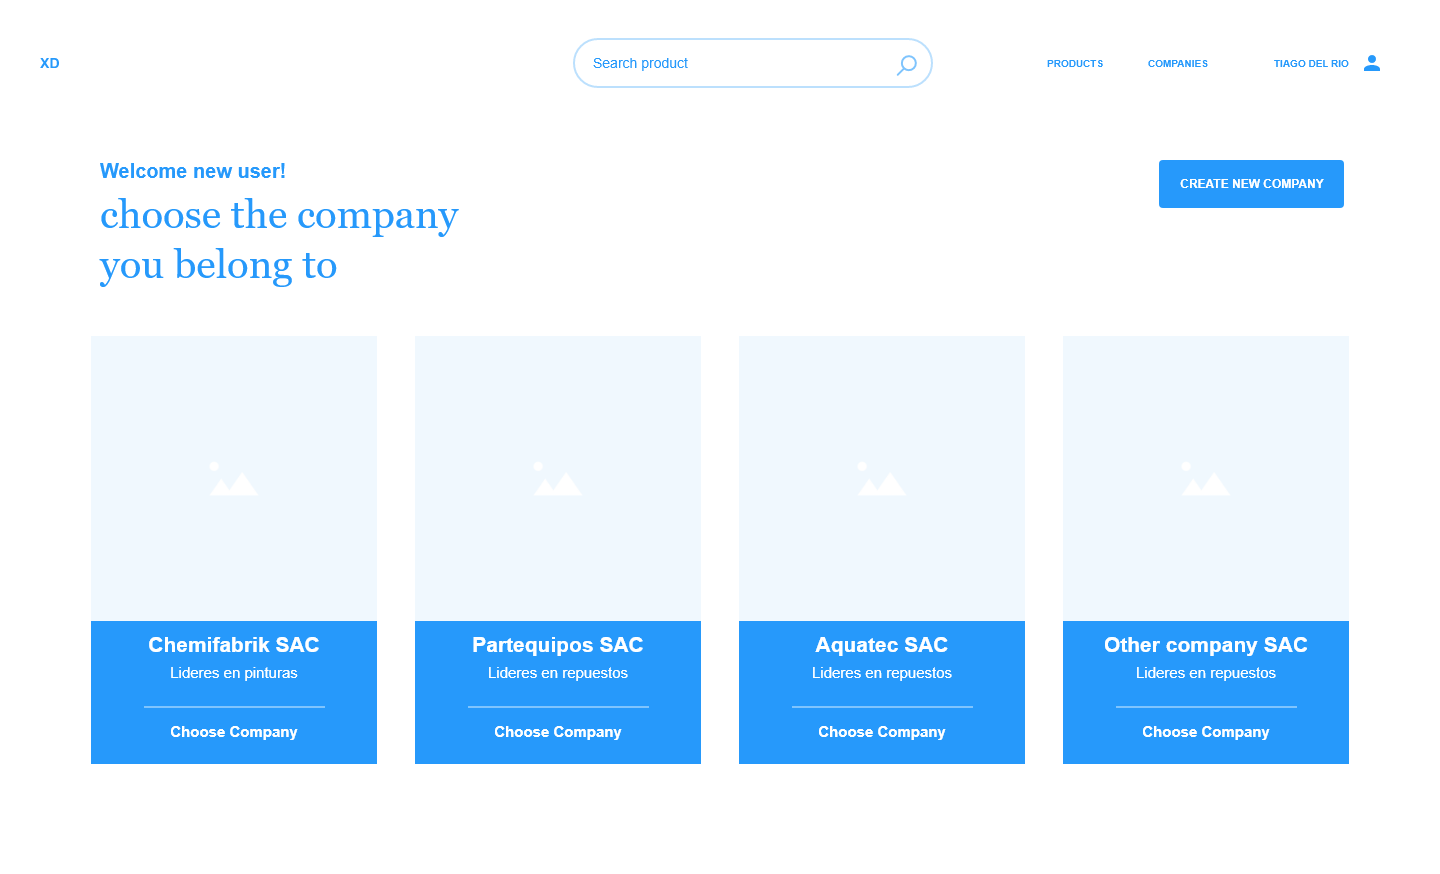 XD
Search product
PRODUCTS
COMPANIES
TIAGO DEL RIO
Welcome new user!
choose the company
you belong to
CREATE NEW COMPANY
Chemifabrik SAC
Lideres en pinturas
Choose Company
Partequipos SAC
Lideres en repuestos
Choose Company
Aquatec SAC
Lideres en repuestos
Choose Company
Other company SAC
Lideres en repuestos
Choose Company